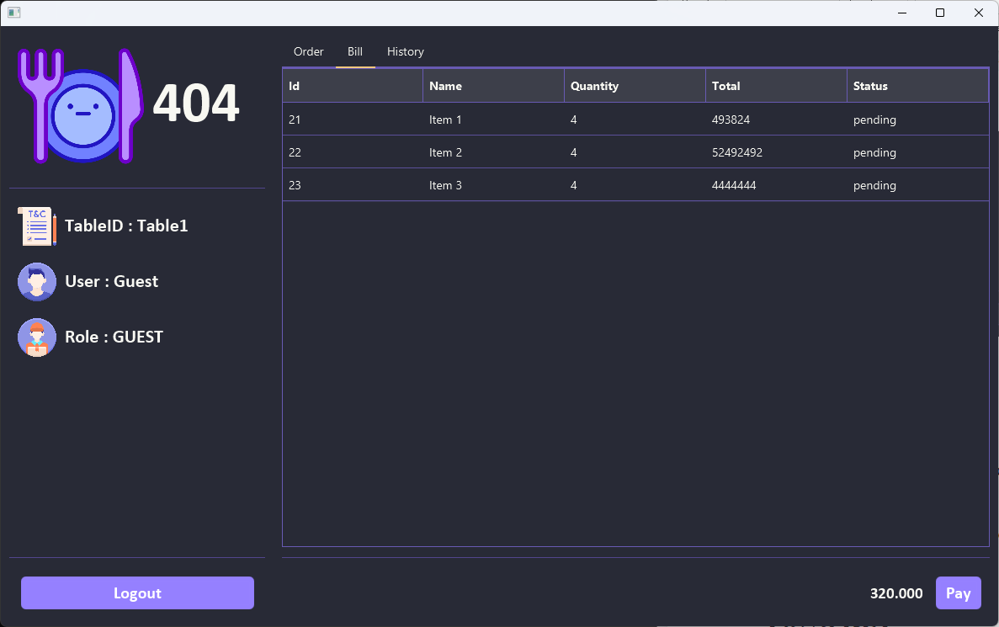 404
T&C
TableID : Table1
User : Guest
Role : GUEST
Logout
Order Bill History
Id Name Quantity Total Status
21 Item 1 4 493824 pending
22 Item 2 4 52492492 pending
23 Item 3 4 4444444 pending
320.000 Pay